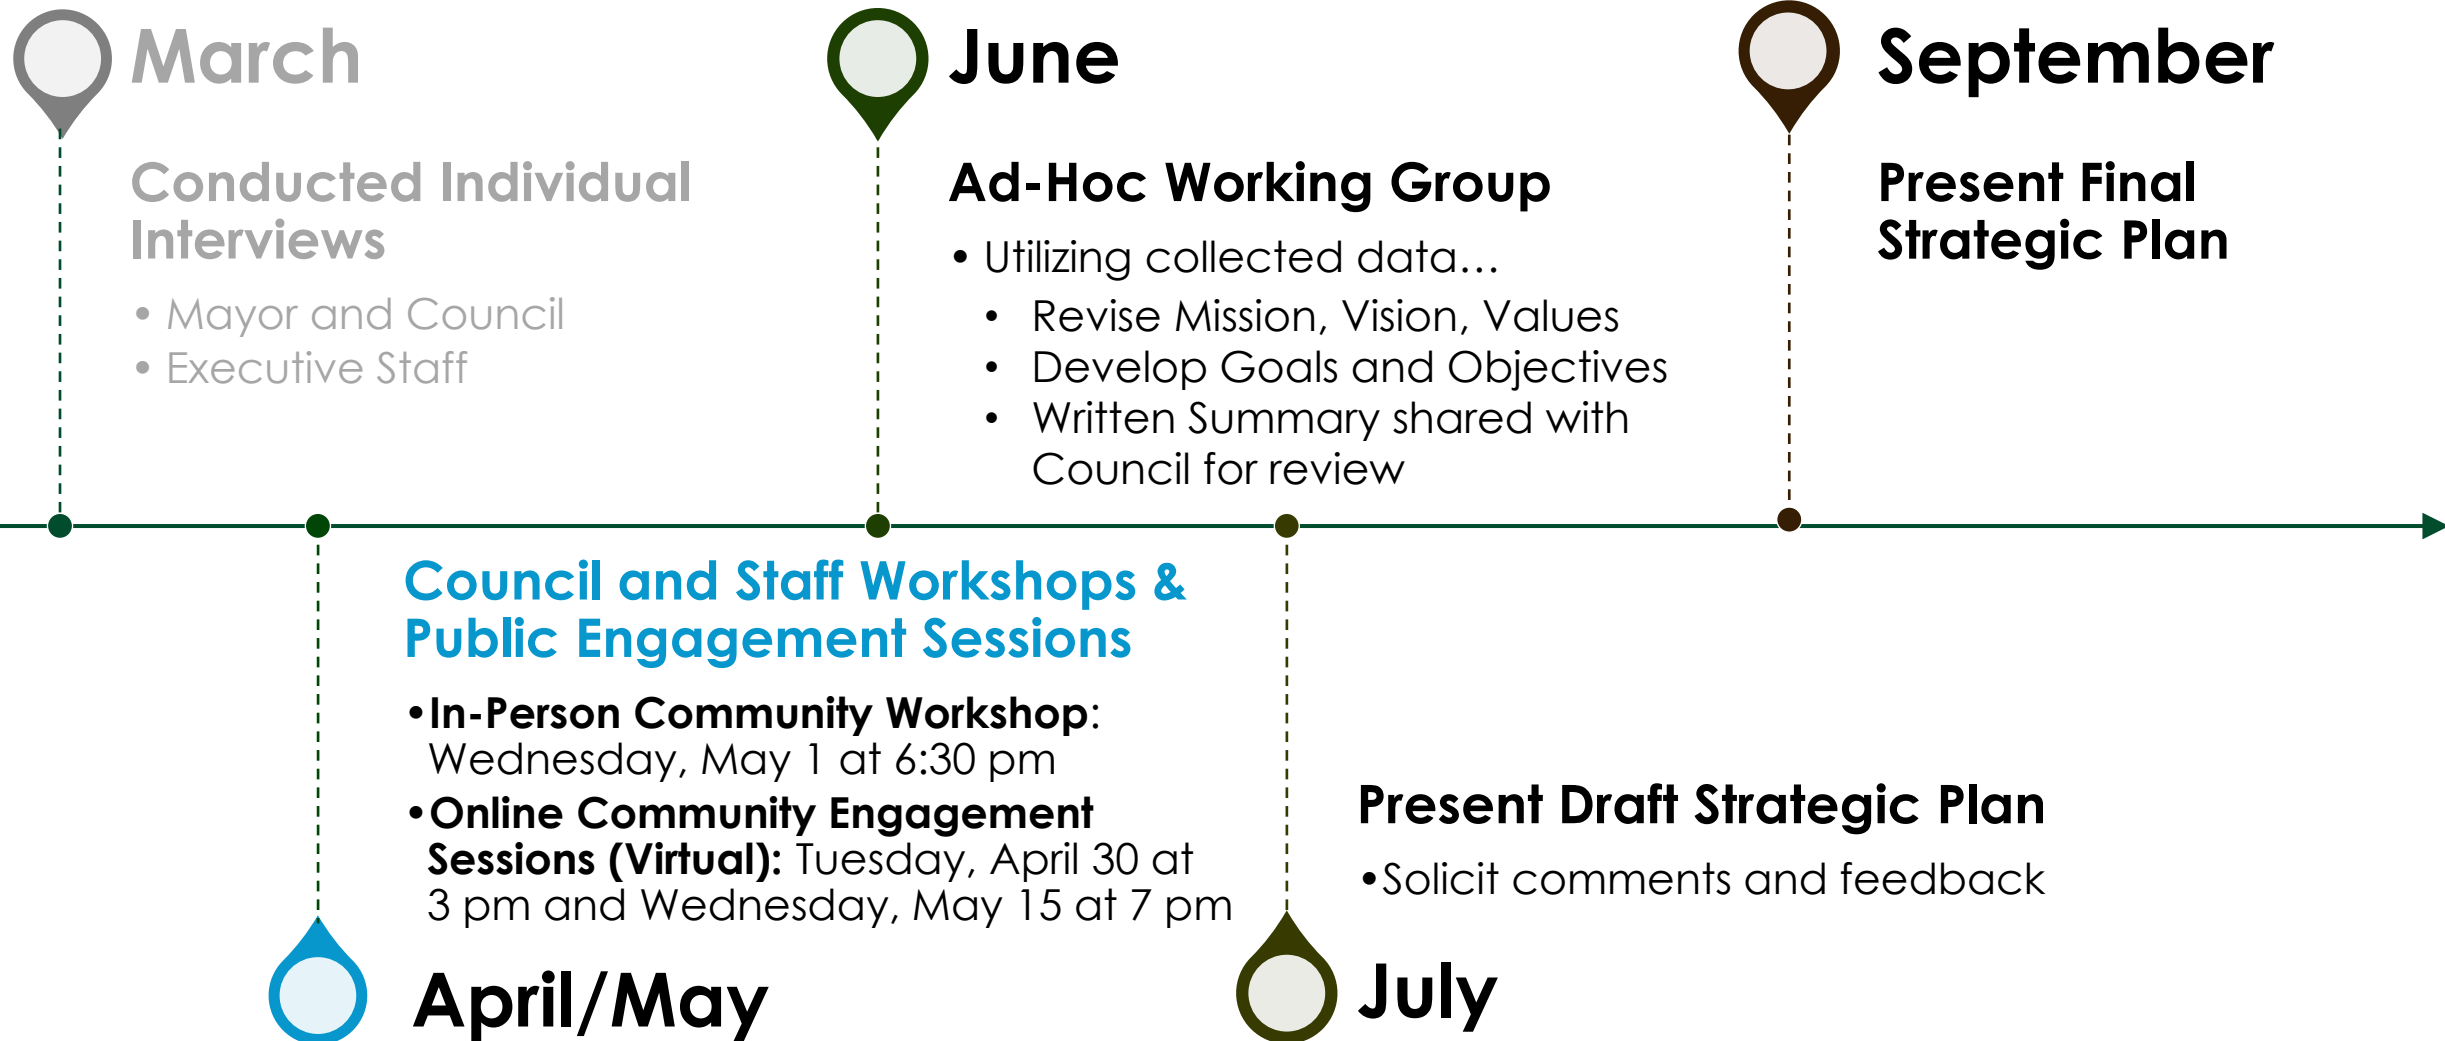 March
Conducted Individual
Interviews
• Mayor and Council
• Executive Staff
June
Ad-Hoc Working Group
• Utilizing collected data…
• Revise Mission, Vision, Values
• Develop Goals and Objectives
• Written Summary shared with
Council for review
September
Present Final
Strategic Plan
Council and Staff Workshops &
Public Engagement Sessions
•In-Person Community Workshop:
Wednesday, May 1 at 6:30 pm
•Online Community Engagement
Sessions (Virtual): Tuesday, April 30 at
3 pm and Wednesday, May 15 at 7 pm
April/May
Present Draft Strategic Plan
•Solicit comments and feedback
July